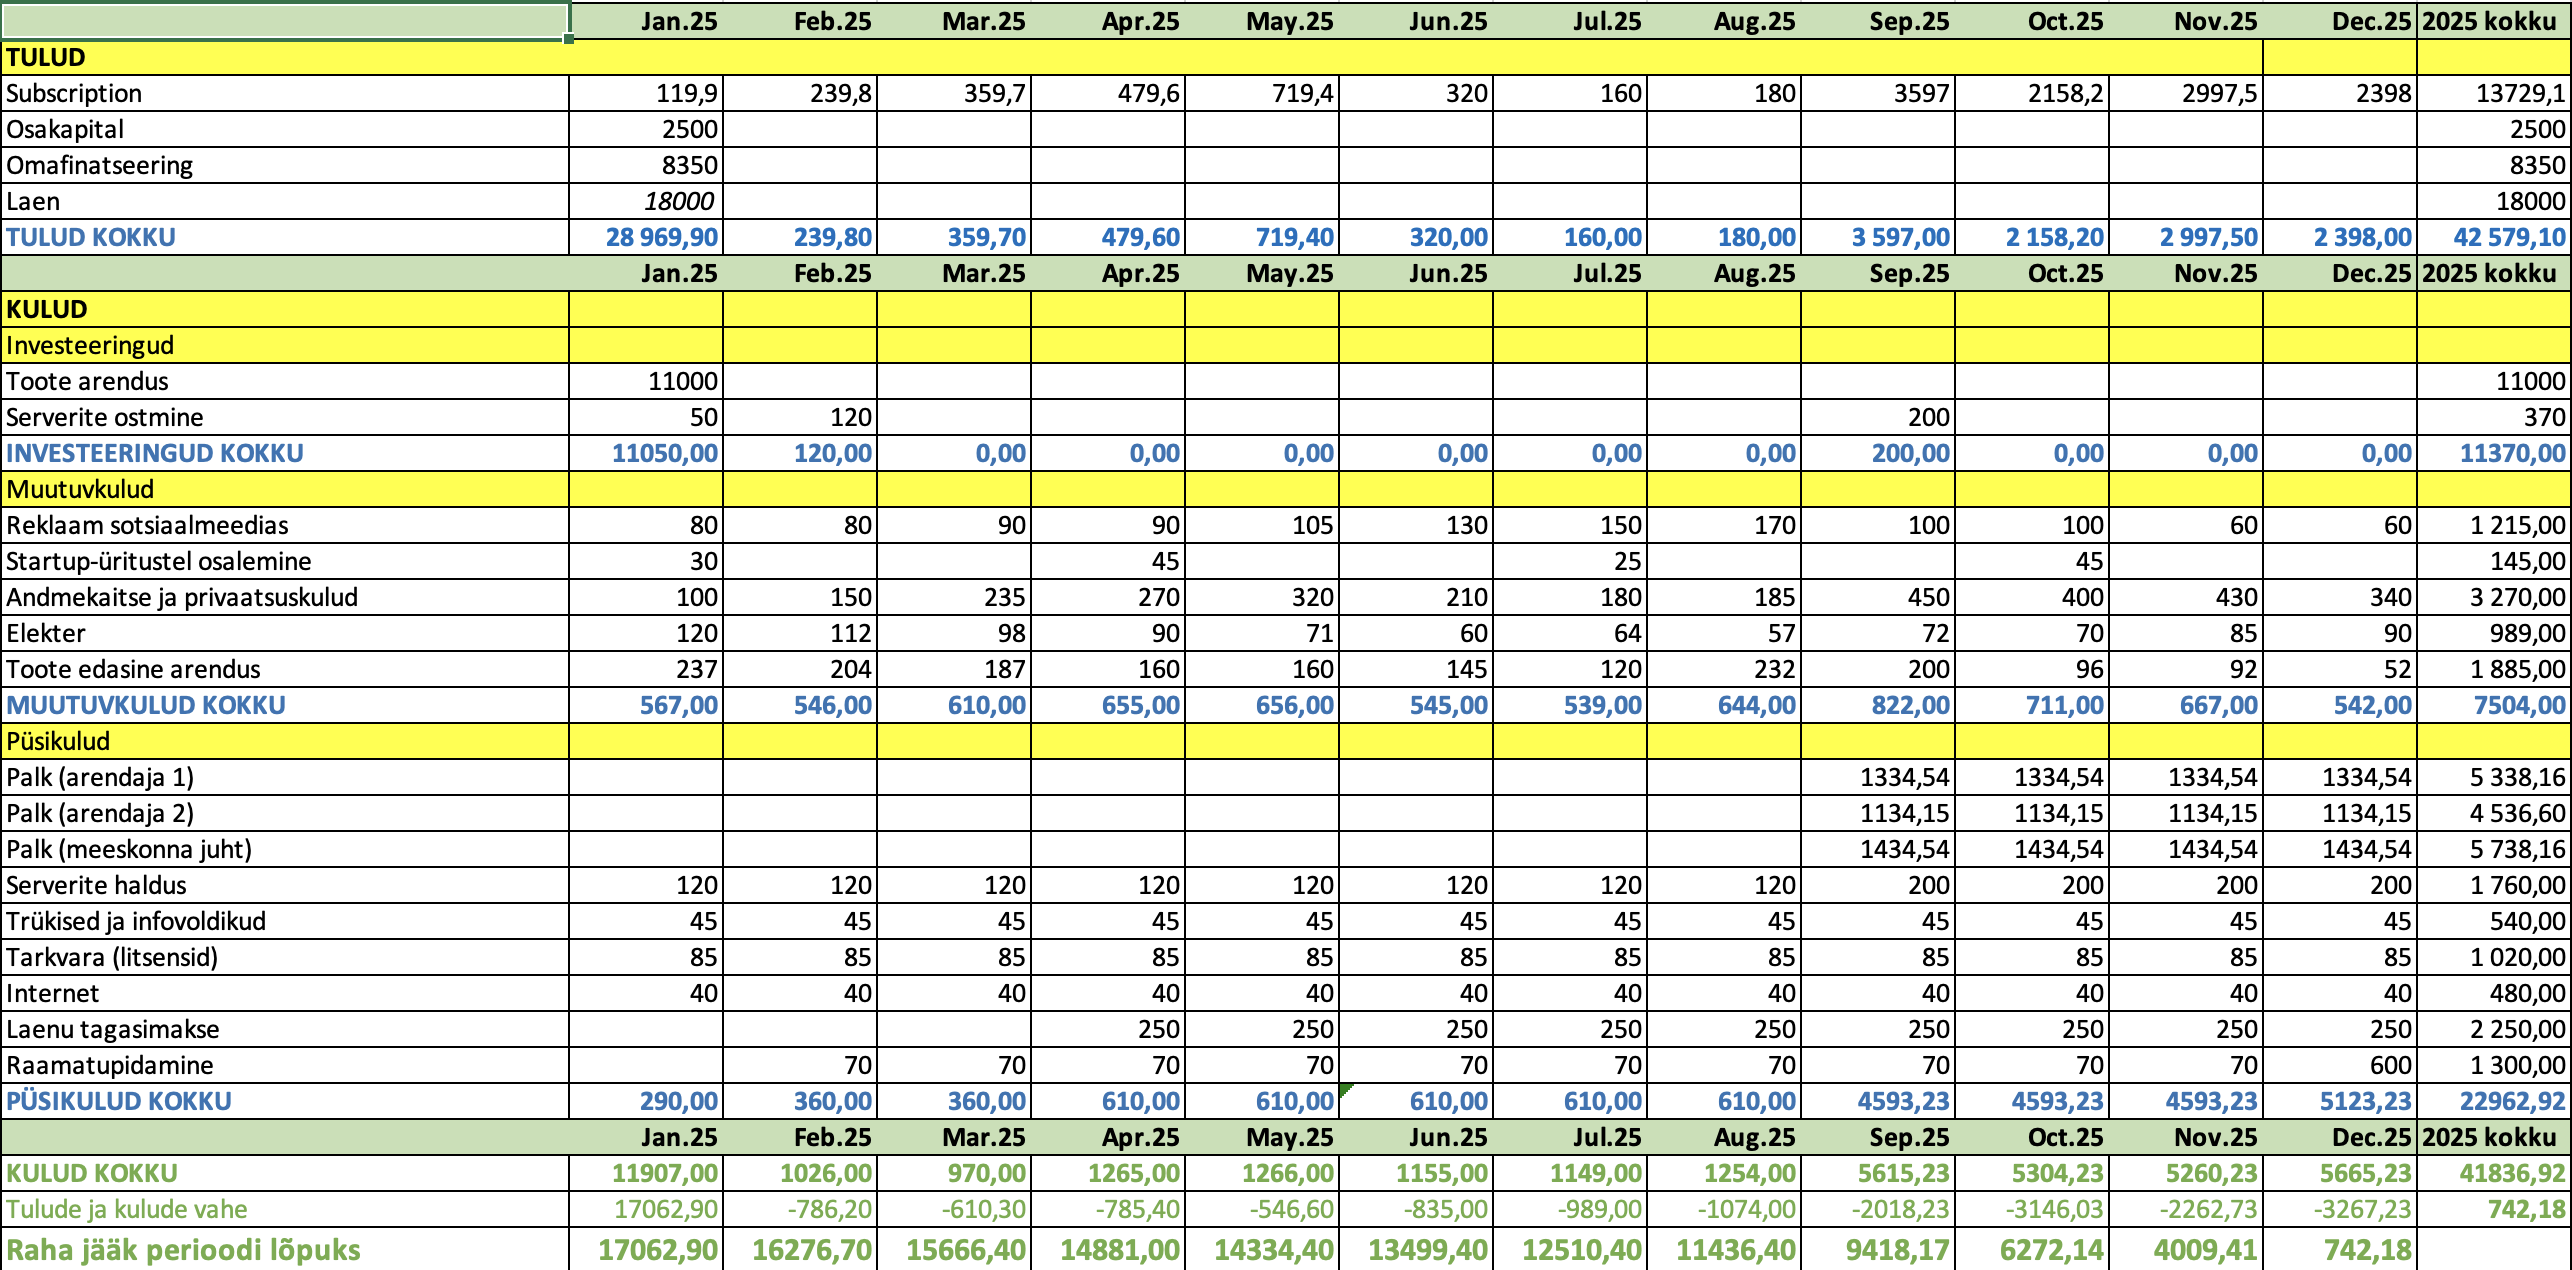 Jan.25 Feb.25 Mar.25 Apr.25 May.25 Jun.25 Jul.25 Aug.25 Sep.25 Oct.25 Nov.25 Dec.25 2025 kokku
TULUD
Subscription 119,9 239,8 359,7 479,6 719,4 320 160 180 3597 2158,2 2997,5 2398 13729,1
Osakapital 2500 2500
Omafinatseering 8350 8350
Laen 18000 18000
TULUD KOKKU 28 969,90 239,80 359,70 479,60 719,40 320,00 160,00 180,00 3 597,00 2 158,20 2 997,50 2 398,00 42 579,10
Jan.25 Feb.25 Mar.25 Apr.25 May.25 Jun.25 Jul.25 Aug.25 Sep.25 Oct.25 Nov.25 Dec.25 2025 kokku
KULUD
Investeeringud
Toote arendus 11000 11000
Serverite ostmine 50 120 200 370
INVESTEERINGUD KOKKU 11050,00 120,00 0,00 0,00 0,00 0,00 0,00 0,00 200,00 0,00 0,00 0,00 11370,00
Muutuvkulud
Reklaam sotsiaalmeedias 80 80 90 90 105 130 150 170 100 100 60 60 1 215,00
Startup-üritustel osalemine 30 45 25 45 145,00
Andmekaitse ja privaatsuskulud 100 150 235 270 320 210 180 185 450 400 430 340 3 270,00
Elekter 120 112 98 90 71 60 64 57 72 70 85 90 989,00
Toote edasine arendus 237 204 187 160 160 145 120 232 200 96 92 52 1 885,00
MUUTUVKULUD KOKKU 567,00 546,00 610,00 655,00 656,00 545,00 539,00 644,00 822,00 711,00 667,00 542,00 7504,00
Püsikulud
Palk (arendaja 1) 1334,54 1334,54 1334,54 1334,54 5 338,16
Palk (arendaja 2) 1134,15 1134,15 1134,15 1134,15 4 536,60
Palk (meeskonna juht) 1434,54 1434,54 1434,54 1434,54 5 738,16
Serverite haldus 120 120 120 120 120 120 120 120 200 200 200 200 1 760,00
Trükised ja infovoldikud 45 45 45 45 45 45 45 45 45 45 45 45 540,00
Tarkvara (litsensid) 85 85 85 85 85 85 85 85 85 85 85 85 1 020,00
Internet 40 40 40 40 40 40 40 40 40 40 40 40 480,00
Laenu tagasimakse 250 250 250 250 250 250 250 250 250 2 250,00
Raamatupidamine 70 70 70 70 70 70 70 70 70 70 600 1 300,00
PÜSIKULUD KOKKU 290,00 360,00 360,00 610,00 610,00 610,00 610,00 610,00 4593,23 4593,23 4593,23 5123,23 22962,92
Jan.25 Feb.25 Mar.25 Apr.25 May.25 Jun.25 Jul.25 Aug.25 Sep.25 Oct.25 Nov.25 Dec.25 2025 kokku
KULUD KOKKU 11907,00 1026,00 970,00 1265,00 1266,00 1155,00 1149,00 1254,00 5615,23 5304,23 5260,23 5665,23 41836,92
Tulude ja kulude vahe 17062,90 -786,20 -610,30 -785,40 -546,60 -835,00 -989,00 -1074,00 -2018,23 -3146,03 -2262,73 -3267,23 742,18
Raha jääk perioodi lõpuks 17062,90 16276,70 15666,40 14881,00 14334,40 13499,40 12510,40 11436,40 9418,17 6272,14 4009,41 742,18